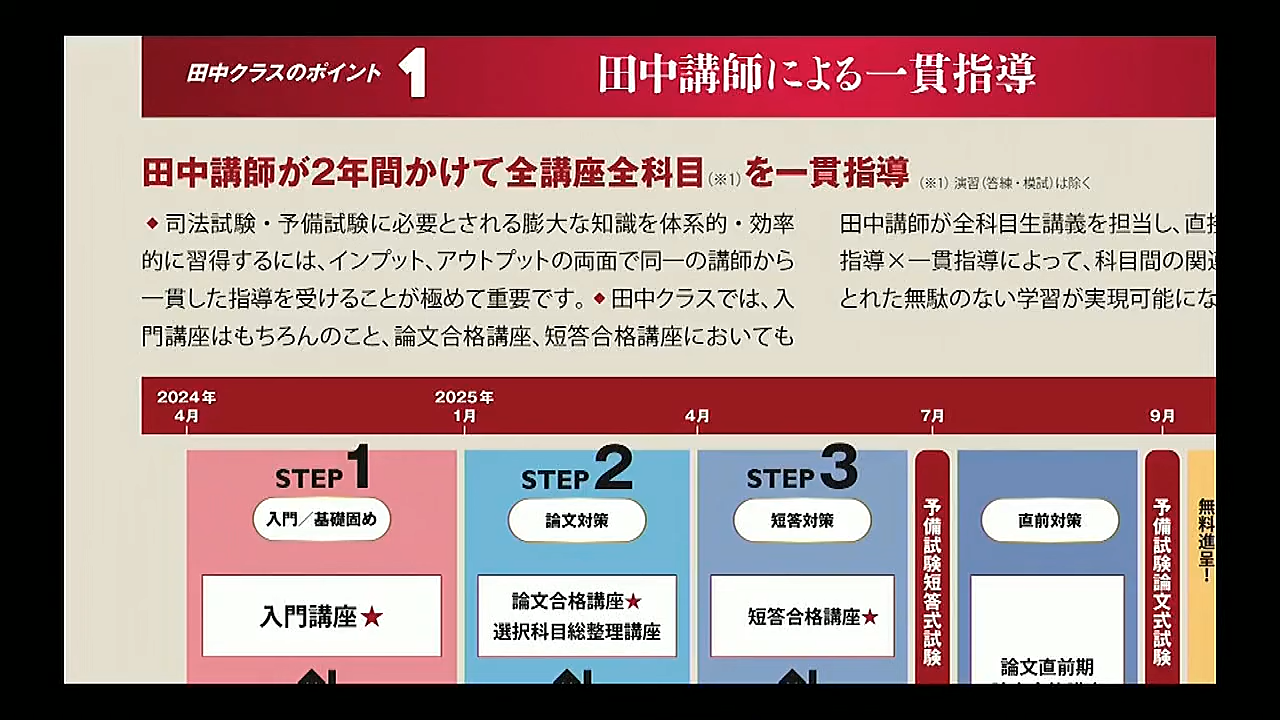 田中クラスのポイント 1
田中講師による一貫指導
田中講師が2年間かけて全講座全科目(※1)を一貫指導 (※1) 演習(答練・模試)は除く
◆司法試験・予備試験に必要とされる膨大な知識を体系的・効率
的に習得するには、インプット、アウトプットの両面で同一の講師から
一貫した指導を受けることが極めて重要です。◆田中クラスでは、入
門講座はもちろんのこと、論文合格講座、短答合格講座においても
田中講師が全科目生講義を担当し、直接
指導×一貫指導によって、科目間の関連
とれた無駄のない学習が実現可能にな
2024年
4月
2025年
1月
4月
7月
9月
STEP1
入門/基礎固め
入門講座★
STEP2
論文対策
論文合格講座★
選択科目総整理講座
STEP3
短答対策
短答合格講座★
予備試験短答式試験
直前対策
論文直前期
予備試験論文式試験
無料進呈!